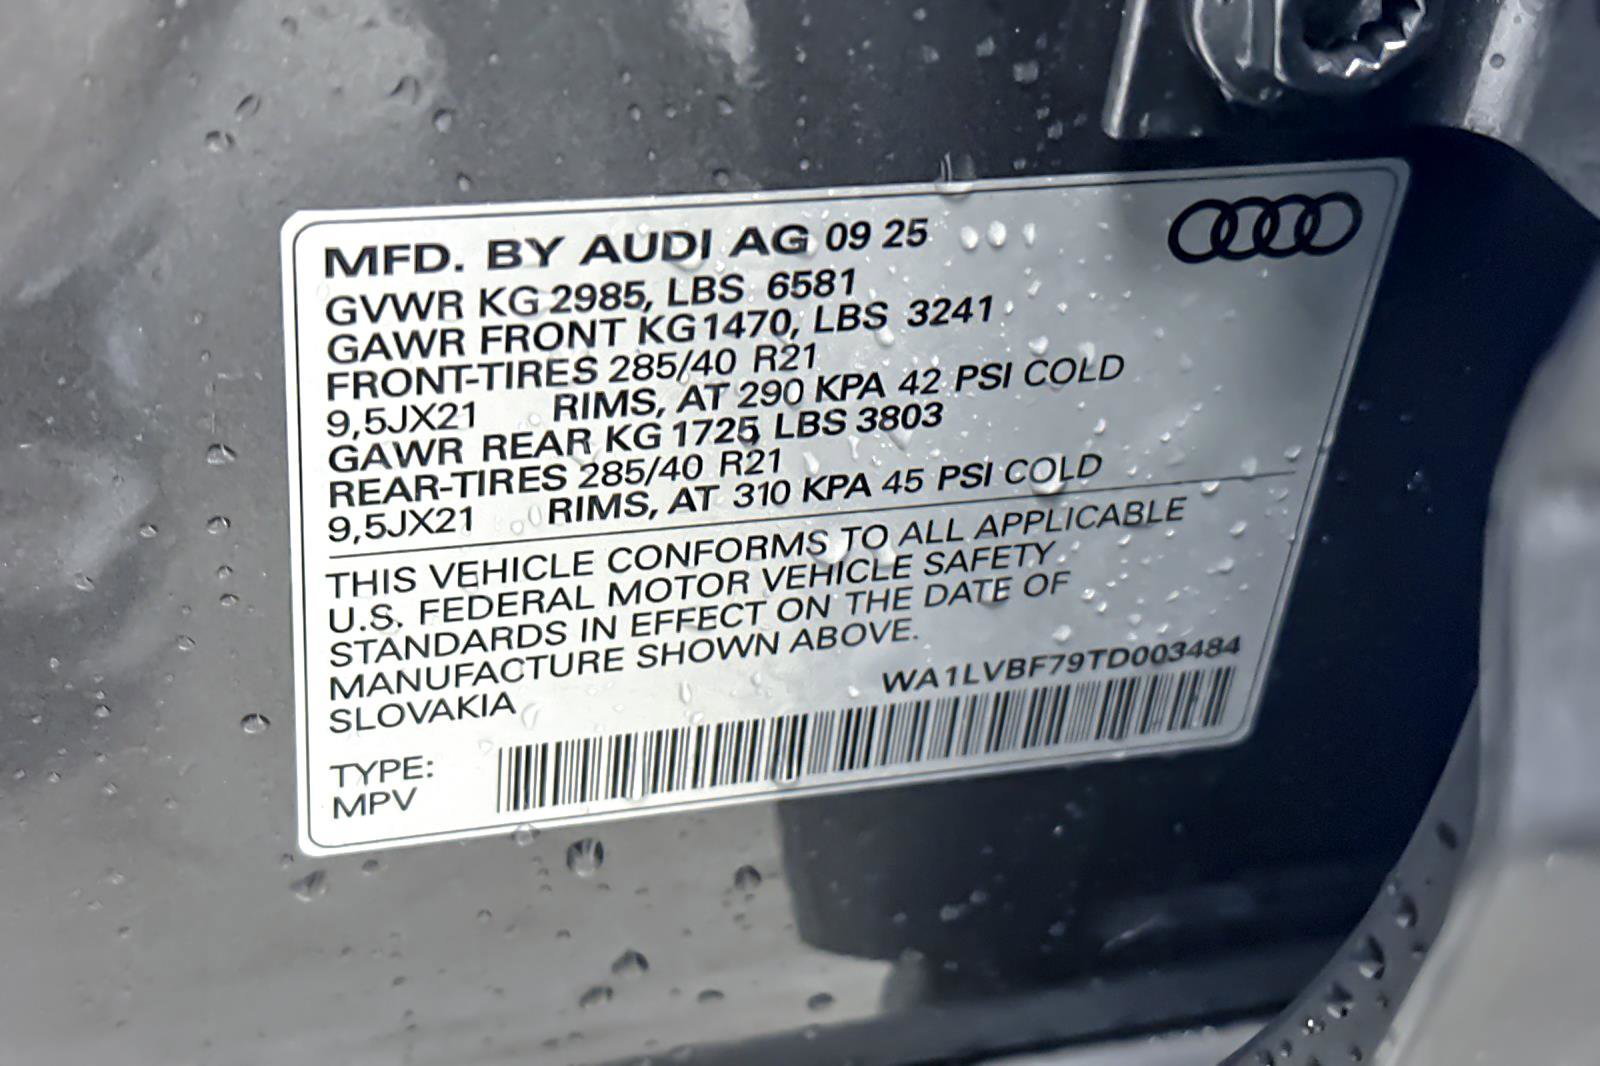 MFD. BY AUDI AG 09 25
GVWR KG 2985, LBS 6581
GAWR FRONT KG 1470, LBS 3241
FRONT-TIRES 285/40 R21
9,5JX21 RIMS, AT 290 KPA 42 PSI COLD
GAWR REAR KG 1725, LBS 3803
REAR-TIRES 285/40 R21
9,5JX21 RIMS, AT 310 KPA 45 PSI COLD
THIS VEHICLE CONFORMS TO ALL APPLICABLE
U.S. FEDERAL MOTOR VEHICLE SAFETY
STANDARDS IN EFFECT ON THE DATE OF
MANUFACTURE SHOWN ABOVE.
SLOVAKIA
WA1LVBF79TD003484
TYPE:
MPV